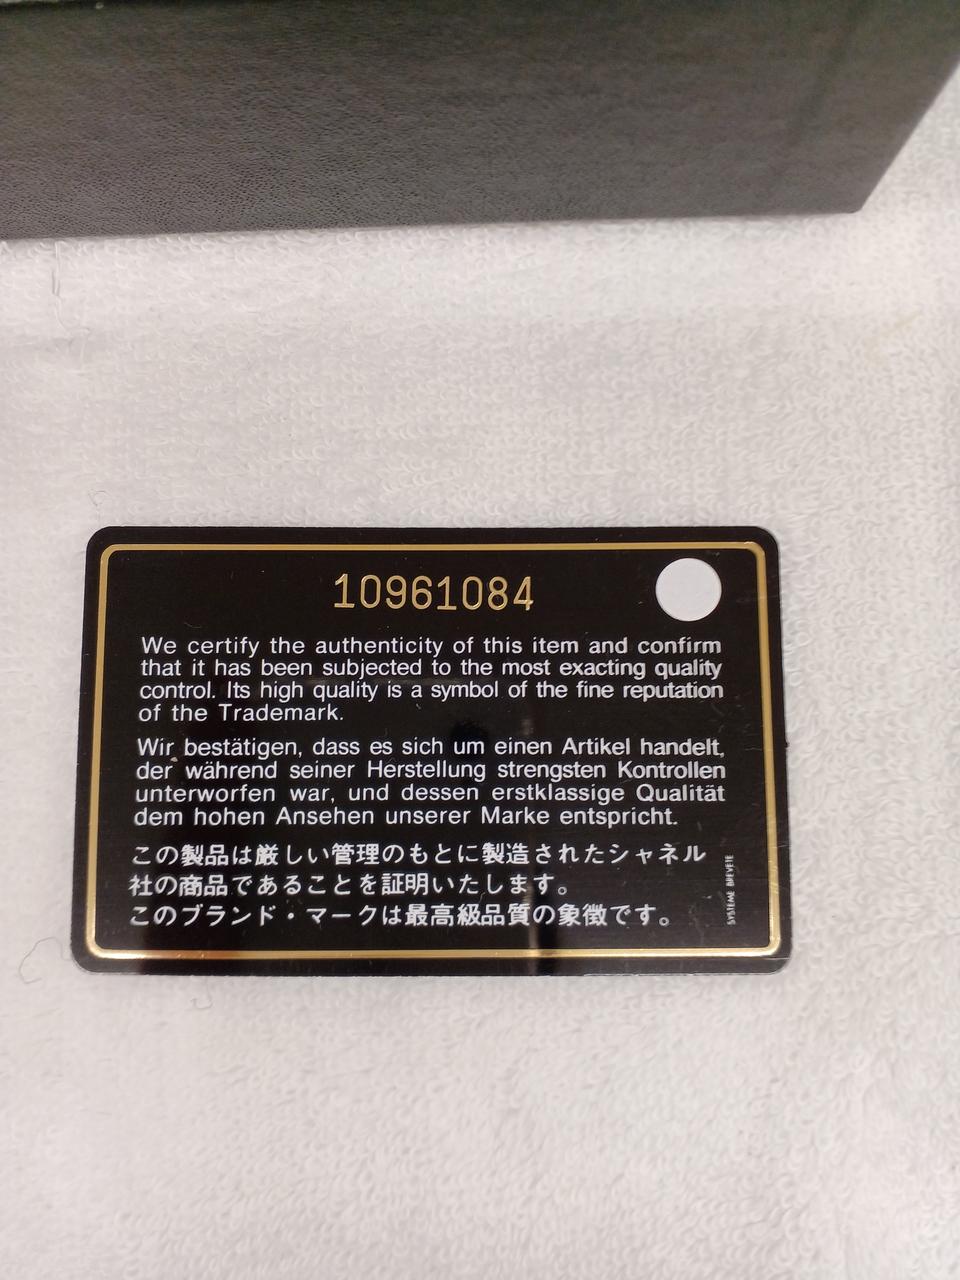 10961084
We certify the authenticity of this item and confirm
that it has been subjected to the most exacting quality
control. Its high quality is a symbol of the fine reputation
of the Trademark.
Wir bestätigen, dass es sich um einen Artikel handelt,
der während seiner Herstellung strengsten Kontrollen
unterworfen war, und dessen erstklassige Qualität
dem hohen Ansehen unserer Marke entspricht.
この製品は厳しい管理のもとに製造されたシャネル
社の商品であることを証明いたします。
このブランド・マークは最高級品質の象徴です。
SYSTEME BREVETE